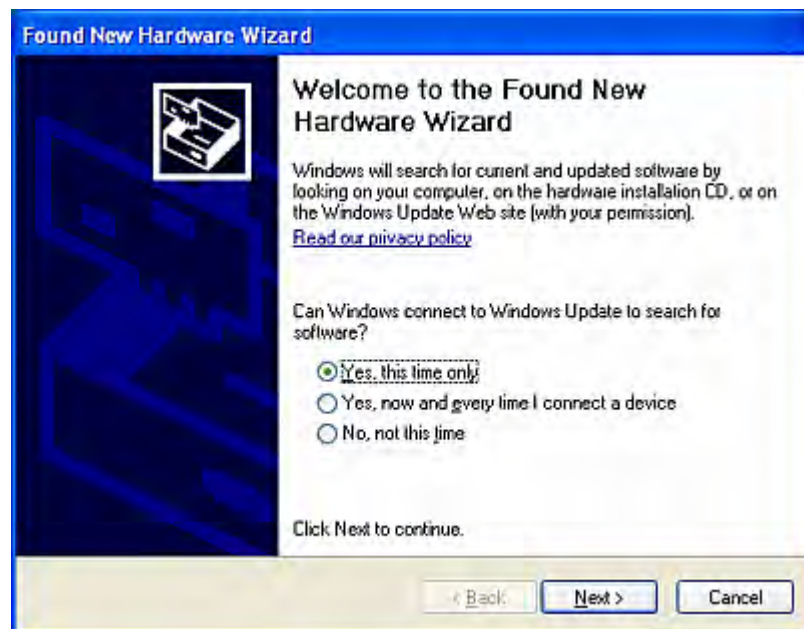 Found New Hardware Wizard
Welcome to the Found New
Hardware Wizard
Windows will search for current and updated software by
looking on your computer, on the hardware installation CD, or on
the Windows Update Web site (with your permission).
Read our privacy policy
Can Windows connect to Windows Update to search for
software?
Yes, this time only
Yes, now and every time I connect a device
No, not this time
Click Next to continue.
< Back
Next >
Cancel